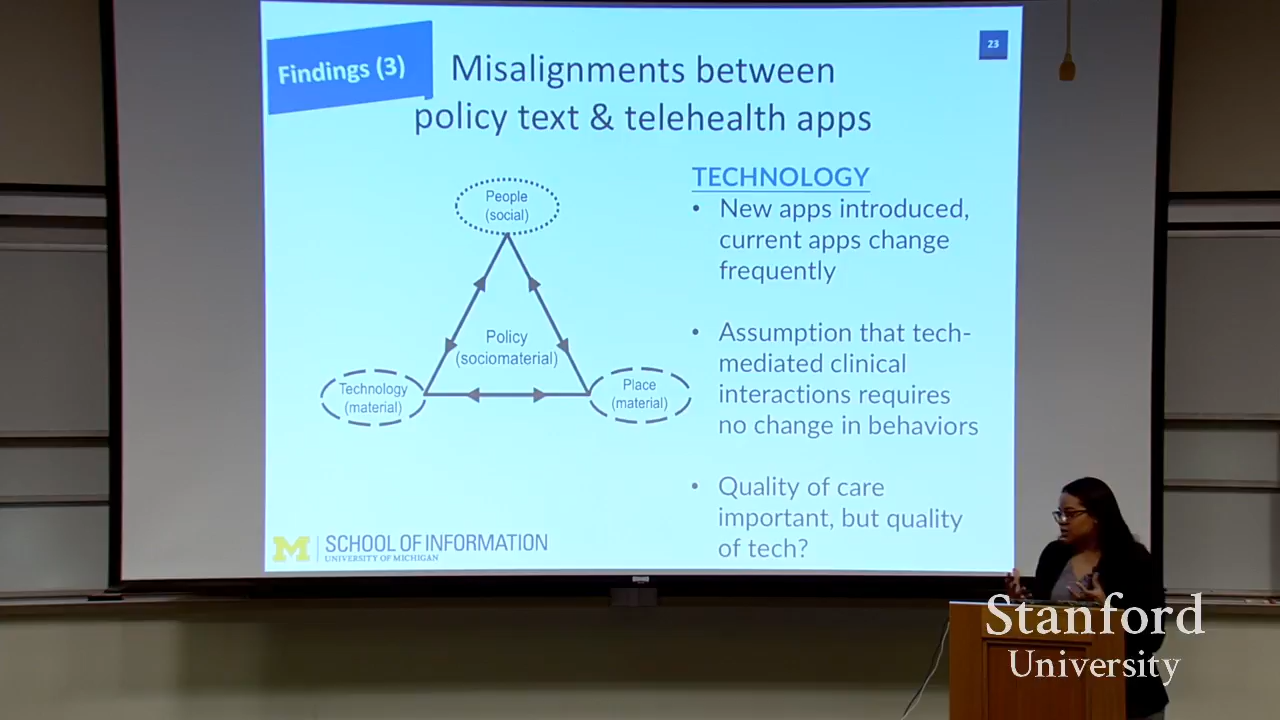 Findings (3)
23
Misalignments between
policy text & telehealth apps
People
(social)
Policy
(sociomaterial)
Technology
(material)
Place
(material)
TECHNOLOGY
• New apps introduced,
current apps change
frequently
• Assumption that tech-
mediated clinical
interactions requires
no change in behaviors
• Quality of care
important, but quality
of tech?
M SCHOOL OF INFORMATION
UNIVERSITY OF MICHIGAN
Stanford
University